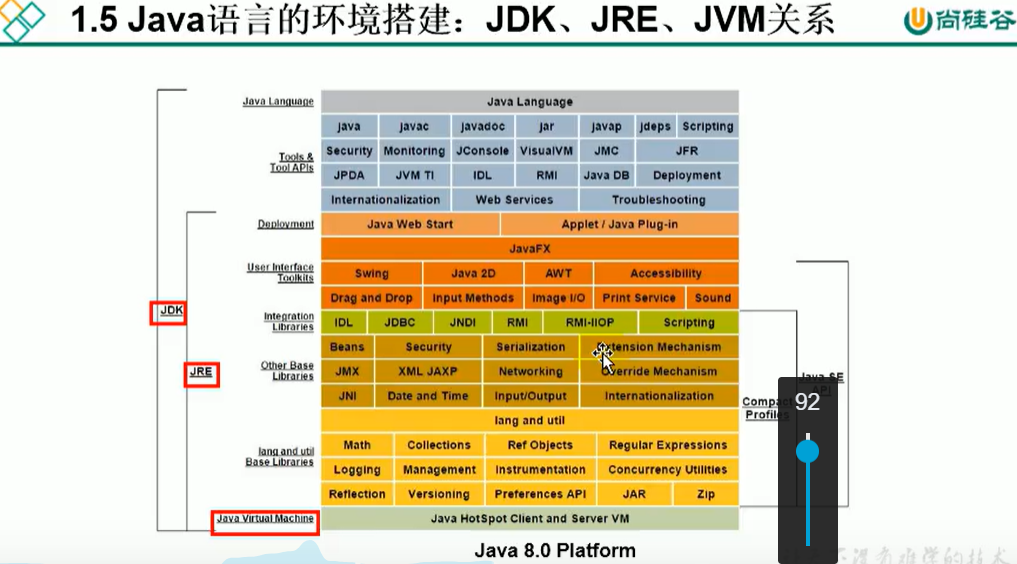 1.5 Java语言的环境搭建：JDK、JRE、JVM关系
尚硅谷
Java Language
Java Language
java javac javadoc jar javap jdeps Scripting
Tools &
Tool APIs
Security Monitoring JConsole VisualVM JMC JFR
JPDA JVM TI IDL RMI Java DB Deployment
Internationalization Web Services Troubleshooting
Deployment
Java Web Start Applet / Java Plug-in
JavaFX
User Interface
Toolkits
Swing Java 2D AWT Accessibility
Drag and Drop Input Methods Image I/O Print Service Sound
JDK
Integration
Libraries
IDL JDBC JNDI RMI RMI-IIOP Scripting
Beans Security Serialization Extension Mechanism
JRE
Other Base
Libraries
JMX XML JAXP Networking Override Mechanism
Java SE
API
JNI Date and Time Input/Output Internationalization
Compact
Profiles
92
lang and util
lang and util
Base Libraries
Math Collections Ref Objects Regular Expressions
Logging Management Instrumentation Concurrency Utilities
Reflection Versioning Preferences API JAR Zip
Java Virtual Machine
Java HotSpot Client and Server VM
Java 8.0 Platform